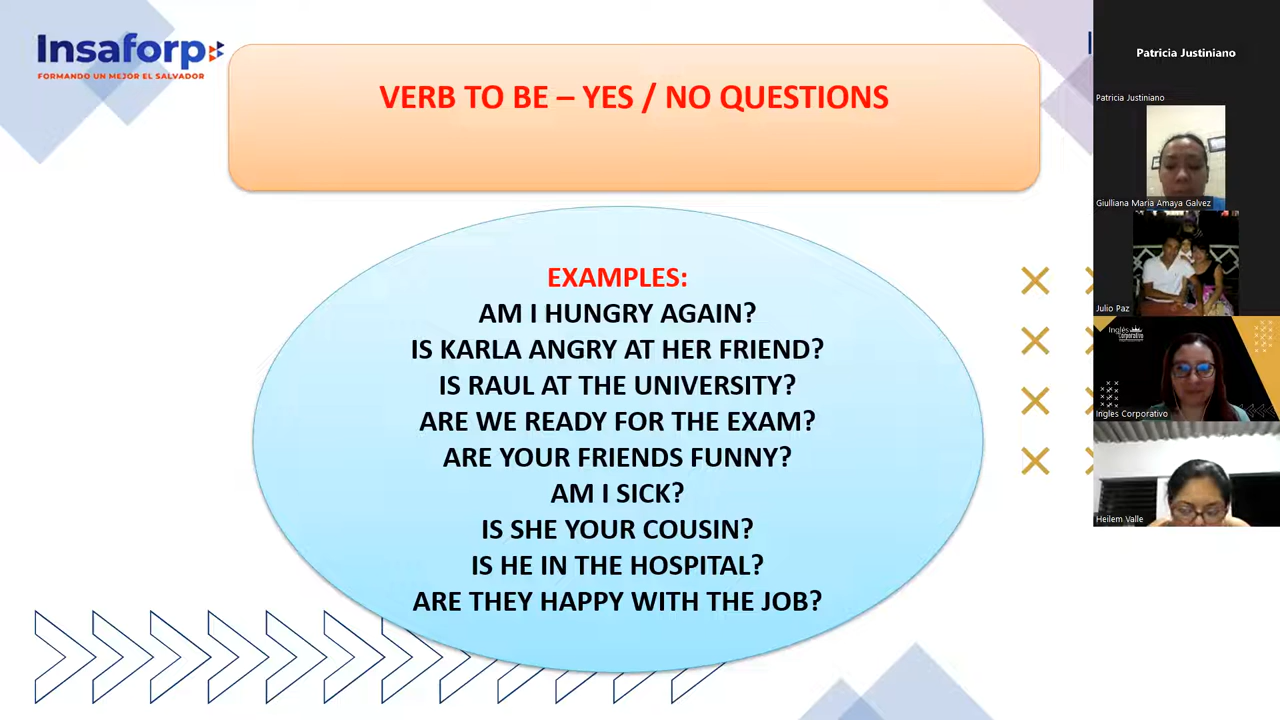 Insaforp
FORMANDO UN MEJOR EL SALVADOR
VERB TO BE – YES / NO QUESTIONS
EXAMPLES:
AM I HUNGRY AGAIN?
IS KARLA ANGRY AT HER FRIEND?
IS RAUL AT THE UNIVERSITY?
ARE WE READY FOR THE EXAM?
ARE YOUR FRIENDS FUNNY?
AM I SICK?
IS SHE YOUR COUSIN?
IS HE IN THE HOSPITAL?
ARE THEY HAPPY WITH THE JOB?
Patricia Justiniano
Patricia Justiniano
Giulliana Maria Amaya Galvez
Julio Paz
Inglés
Corporativo
Ingles Corporativo
Heilem Valle